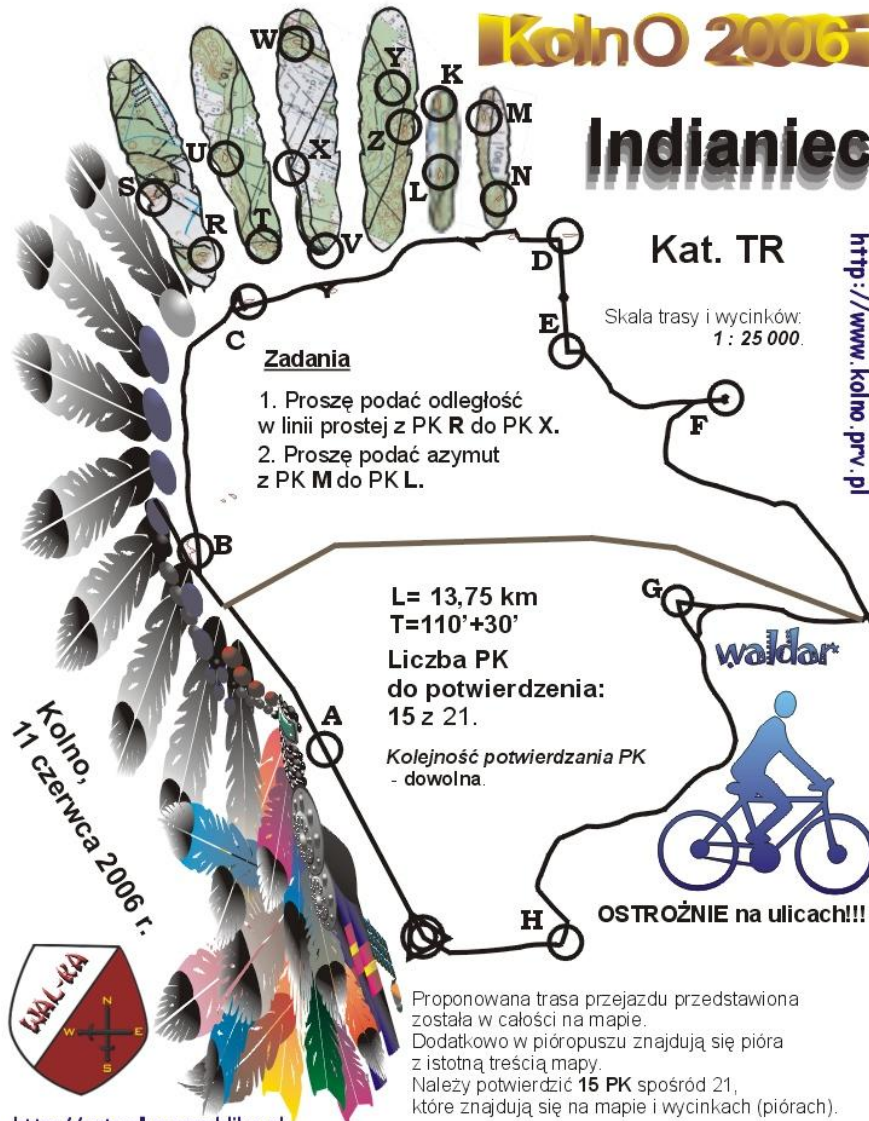 KolnO 2006
Indianiec
Kat. TR
Skala trasy i wycinków:
1 : 25 000.
http://www.kolno.prv.pl
W
Y
K
M
Z
U
X
S
L
N
R
T
V
D
C
E
F
B
G
A
H
Zadania
1. Proszę podać odległość
w linii prostej z PK R do PK X.
2. Proszę podać azymut
z PK M do PK L.
L= 13,75 km
T=110'+30'
Liczba PK
do potwierdzenia:
15 z 21.
Kolejność potwierdzania PK
- dowolna.
waldar*
OSTROŻNIE na ulicach!!!
Kolno,
11 czerwca 2006 r.
WAL-KA
N
W
E
S
Proponowana trasa przejazdu przedstawiona
została w całości na mapie.
Dodatkowo w pióropuszu znajdują się pióra
z istotną treścią mapy.
Należy potwierdzić 15 PK spośród 21,
które znajdują się na mapie i wycinkach (piórach).